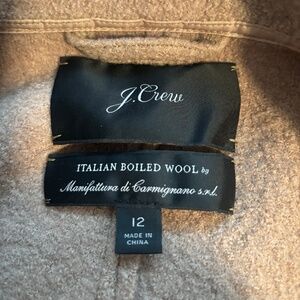 J.Crew
ITALIAN BOILED WOOL by
Manifattura di Carmignano s.r.l.
12
MADE IN
CHINA